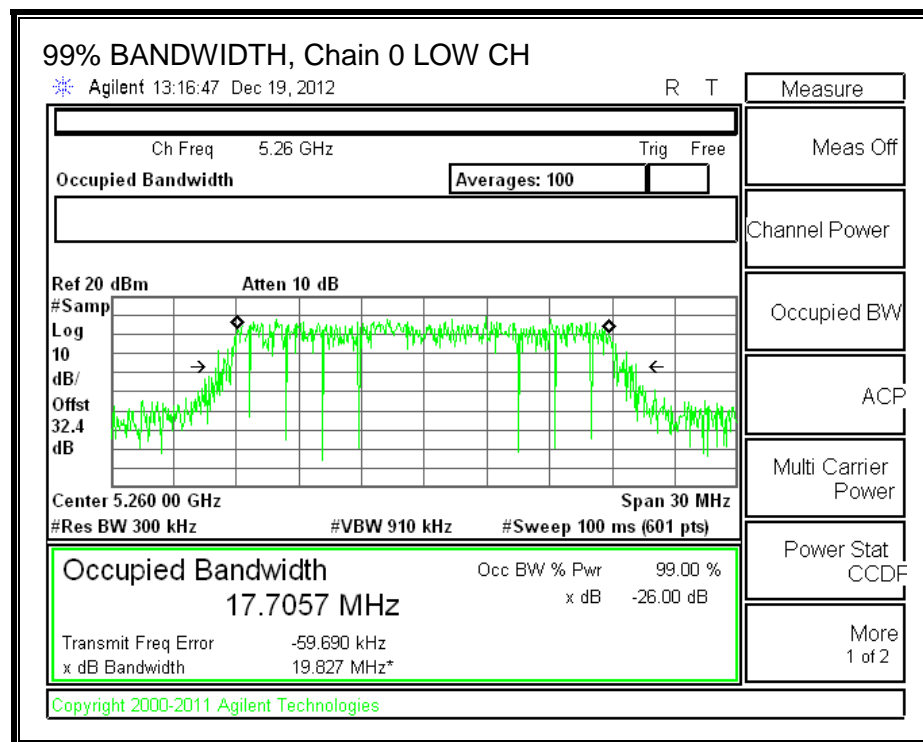 99% BANDWIDTH, Chain 0 LOW CH
Agilent 13:16:47 Dec 19, 2012 R T
Measure
Ch Freq 5.26 GHz Trig Free
Occupied Bandwidth Averages: 100
Ref 20 dBm Atten 10 dB
#Samp
Log
10
dB/
Offst
32.4
dB
Center 5.260 00 GHz Span 30 MHz
#Res BW 300 kHz #VBW 910 kHz #Sweep 100 ms (601 pts)
Occupied Bandwidth Occ BW % Pwr 99.00 %
17.7057 MHz x dB -26.00 dB
Transmit Freq Error -59.690 kHz
x dB Bandwidth 19.827 MHz*
Meas Off
Channel Power
Occupied BW
ACP
Multi Carrier
Power
Power Stat
CCDF
More
1 of 2
Copyright 2000-2011 Agilent Technologies